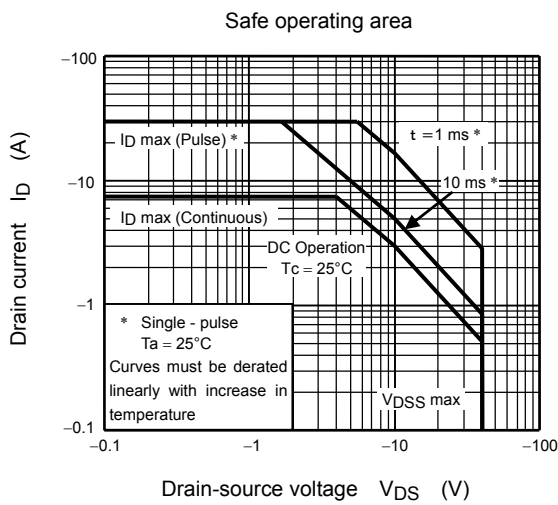 Safe operating area
−100
−10
−1
−0.1
Drain current ID (A)
ID max (Pulse) *
t = 1 ms *
10 ms *
ID max (Continuous)
DC Operation
Tc = 25°C
* Single - pulse
Ta = 25°C
Curves must be derated
linearly with increase in
temperature
VDSS max
−0.1
−1
−10
−100
Drain-source voltage VDS (V)